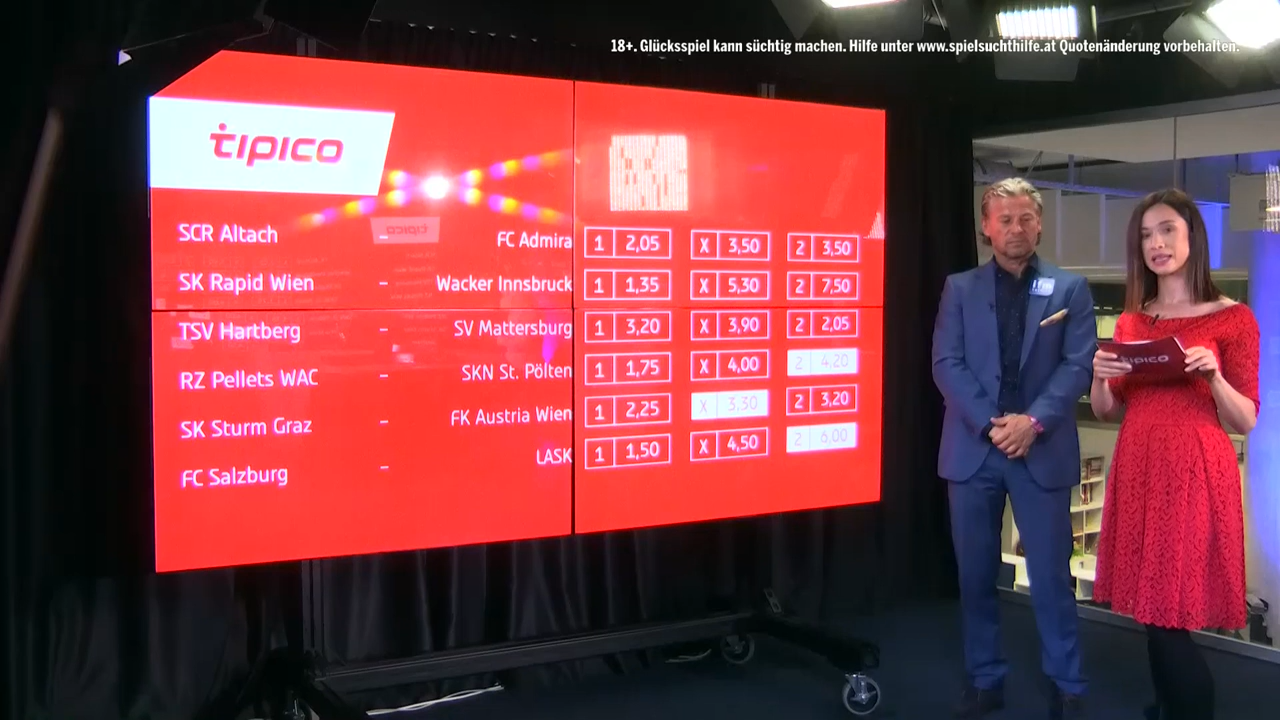 18+. Glücksspiel kann süchtig machen. Hilfe unter www.spielsuchthilfe.at Quotenänderung vorbehalten.
tipico
SCR Altach – FC Admira 1 2,05 X 3,50 2 3,50
SK Rapid Wien – Wacker Innsbruck 1 1,35 X 5,30 2 7,50
TSV Hartberg – SV Mattersburg 1 3,20 X 3,90 2 2,05
RZ Pellets WAC – SKN St. Pölten 1 1,75 X 4,00 2 4,20
SK Sturm Graz – FK Austria Wien 1 2,25 X 3,30 2 3,20
FC Salzburg – LASK 1 1,50 X 4,50 2 6,00
tipico